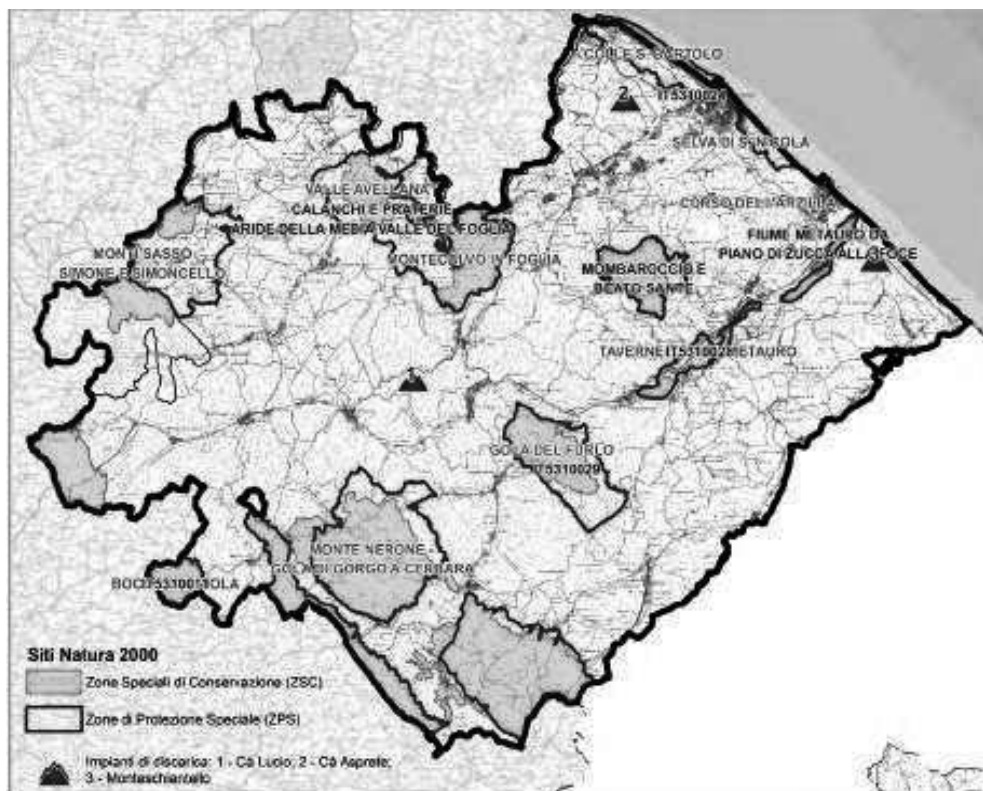 COLLE S. BARTOLO
2
IT5310024
SELVA DI S. NICOLA
VALLE AVELLANA
CALANCHI E PRATERIE
ARIDE DELLA MEDIA VALLE DEL FOGLIA
CORSO DELL'ARZILLA
FIUME METAURO DA
PIANO DI ZUCCA ALLA FOCE
MONTI SASSO
SIMONE E SIMONCELLO
MONTECALVO IN FOGLIA
MOMBAROCCIO E
BEATO SANTE
TAVERNE IT5310028 METAURO
GOLA DEL FURLO
IT5310029
MONTE NERONE -
GOLA DI GORGO A CERBARA
Siti Natura 2000
Zone Speciali di Conservazione (ZSC)
Zone di Protezione Speciale (ZPS)
Impianti di discarica: 1 - Cà Lucio, 2 - Cà Asprete,
3 - Monteschiantello